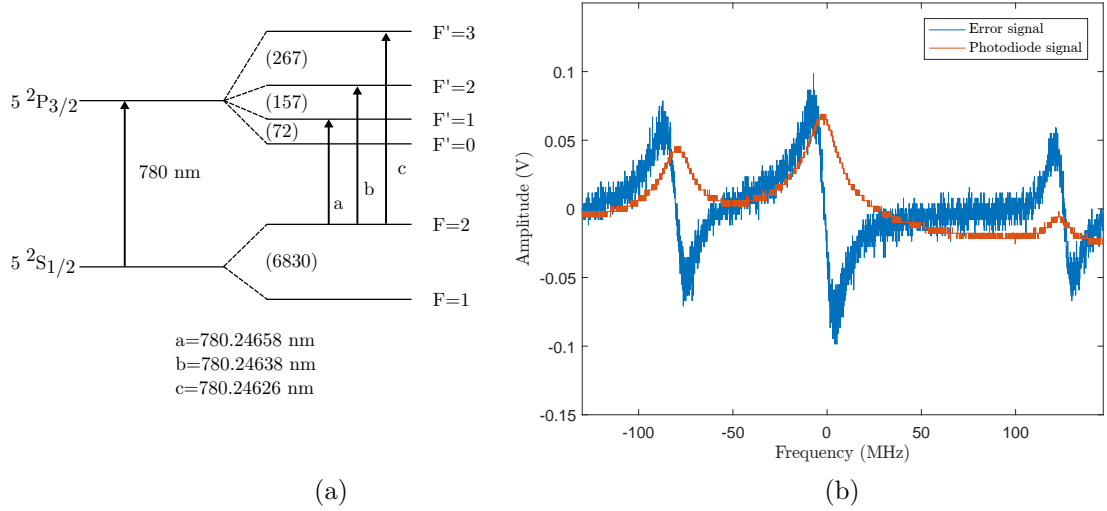 F'=3
(267)
F'=2
5 ²P₃/₂
(157)
F'=1
(72)
F'=0
780 nm
c
b
a
F=2
5 ²S₁/₂
(6830)
F=1
a=780.24658 nm
b=780.24638 nm
c=780.24626 nm
(a)
Error signal
Photodiode signal
0.1
0.05
0
-0.05
-0.1
-0.15
Amplitude (V)
-100
-50
0
50
100
Frequency (MHz)
(b)